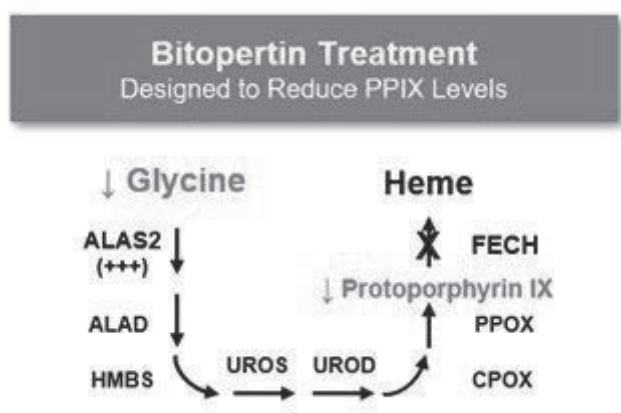 Bitopertin Treatment
Designed to Reduce PPIX Levels
↓ Glycine
Heme
ALAS2
(+++)
FECH
↓ Protoporphyrin IX
ALAD
PPOX
HMBS
UROS
UROD
CPOX